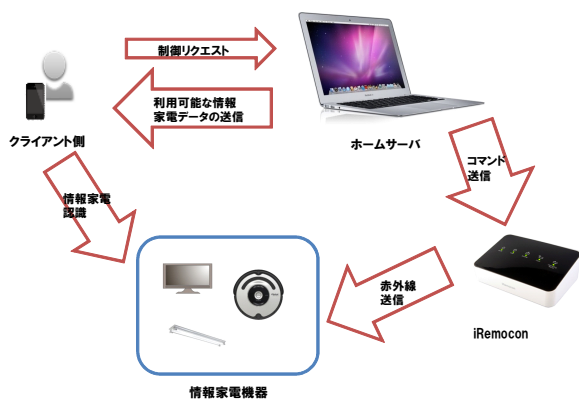 制御リクエスト
利用可能な情報
家電データの送信
クライアント側
ホームサーバ
コマンド
送信
情報家電
認識
赤外線
送信
iRemocon
情報家電機器